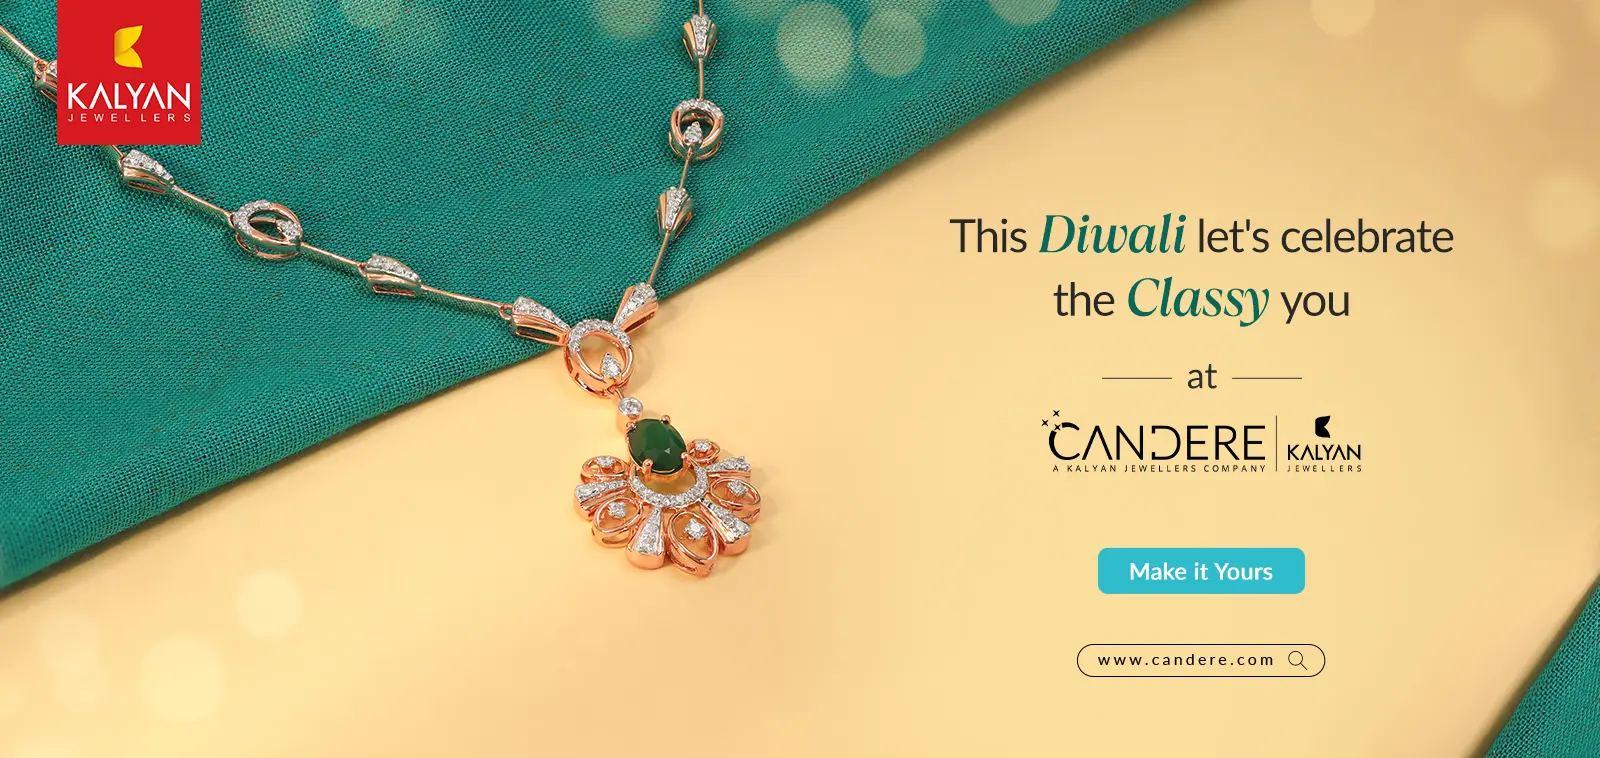 KALYAN
JEWELLERS
This Diwali let's celebrate
the Classy you
at
CANDERE
A KALYAN JEWELLERS COMPANY
KALYAN
JEWELLERS
Make it Yours
www.candere.com